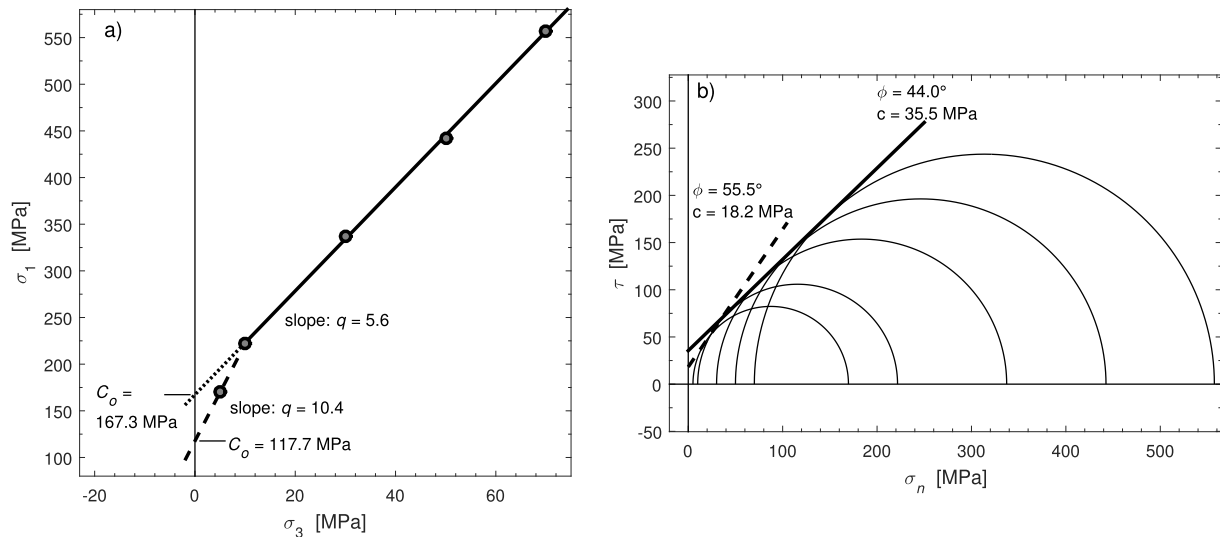 a)
550
500
450
400
350
300
250
200
150
100
σ1 [MPa]
slope: q = 5.6
Co =
167.3 MPa
slope: q = 10.4
Co = 117.7 MPa
-20
0
20
40
60
σ3 [MPa]
b)
ϕ = 44.0°
c = 35.5 MPa
ϕ = 55.5°
c = 18.2 MPa
300
250
200
150
100
50
0
-50
τ [MPa]
0
100
200
300
400
500
σn [MPa]